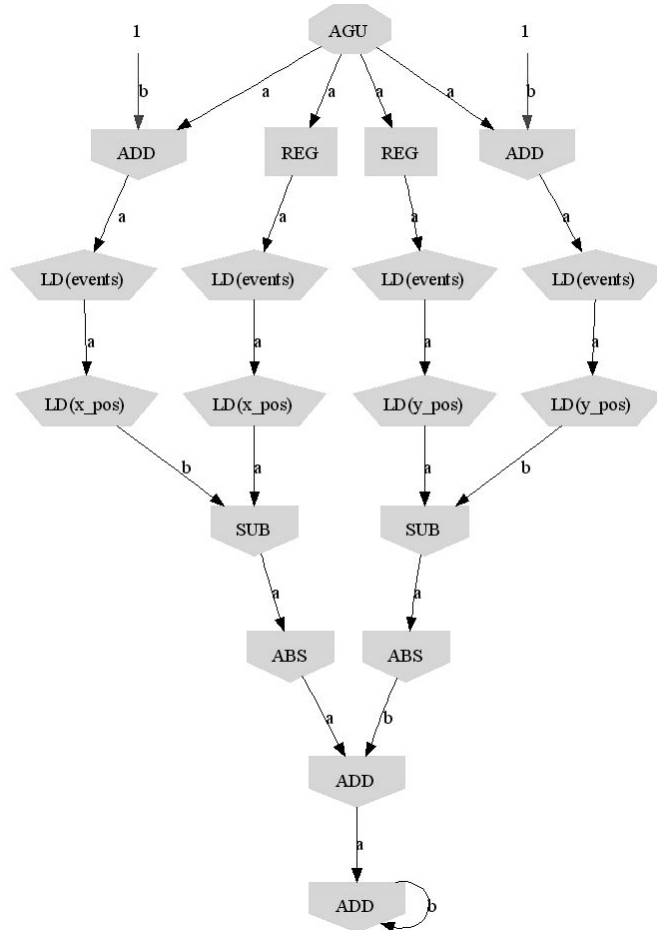 1 AGU 1
b a a a a b
ADD REG REG ADD
a a a a
LD(events) LD(events) LD(events) LD(events)
a a a a
LD(x_pos) LD(x_pos) LD(y_pos) LD(y_pos)
b a a b
SUB SUB
a a
ABS ABS
a b
ADD
a
ADD b